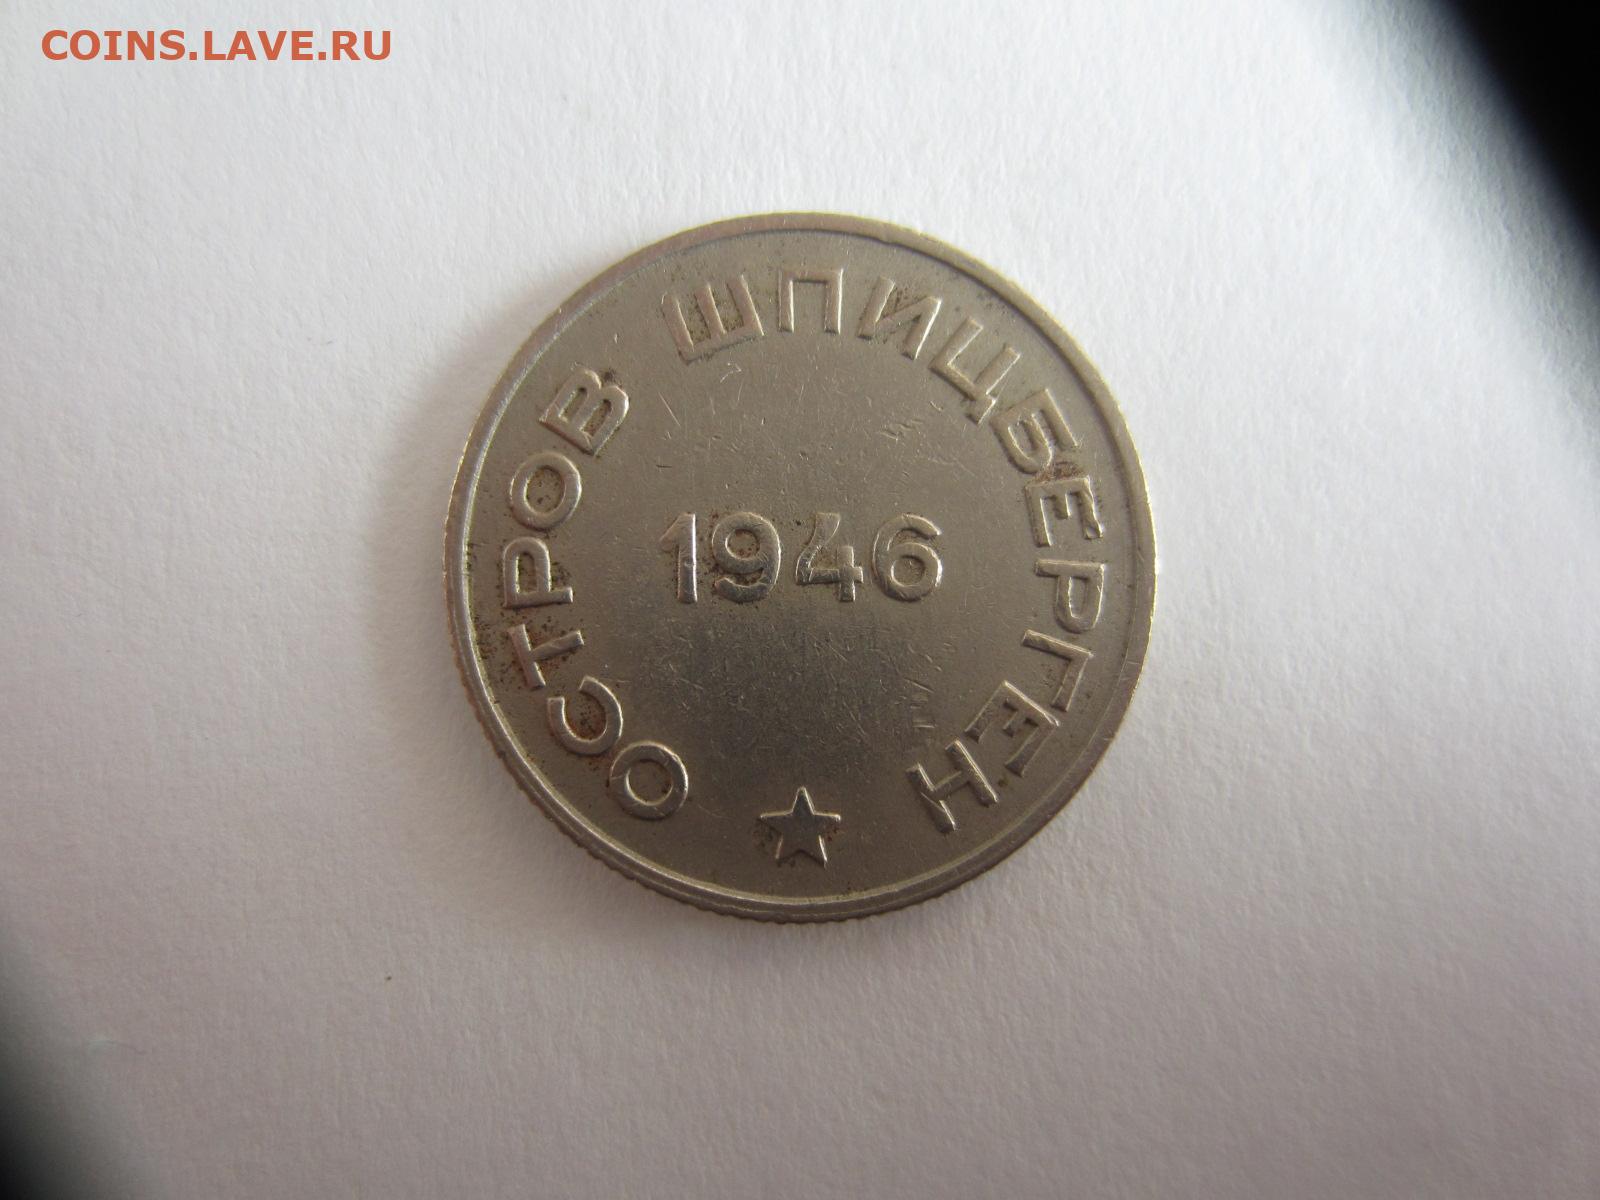 COINS.LAVE.RU
ОСТРОВ ШПИЦБЕРГЕН
1946